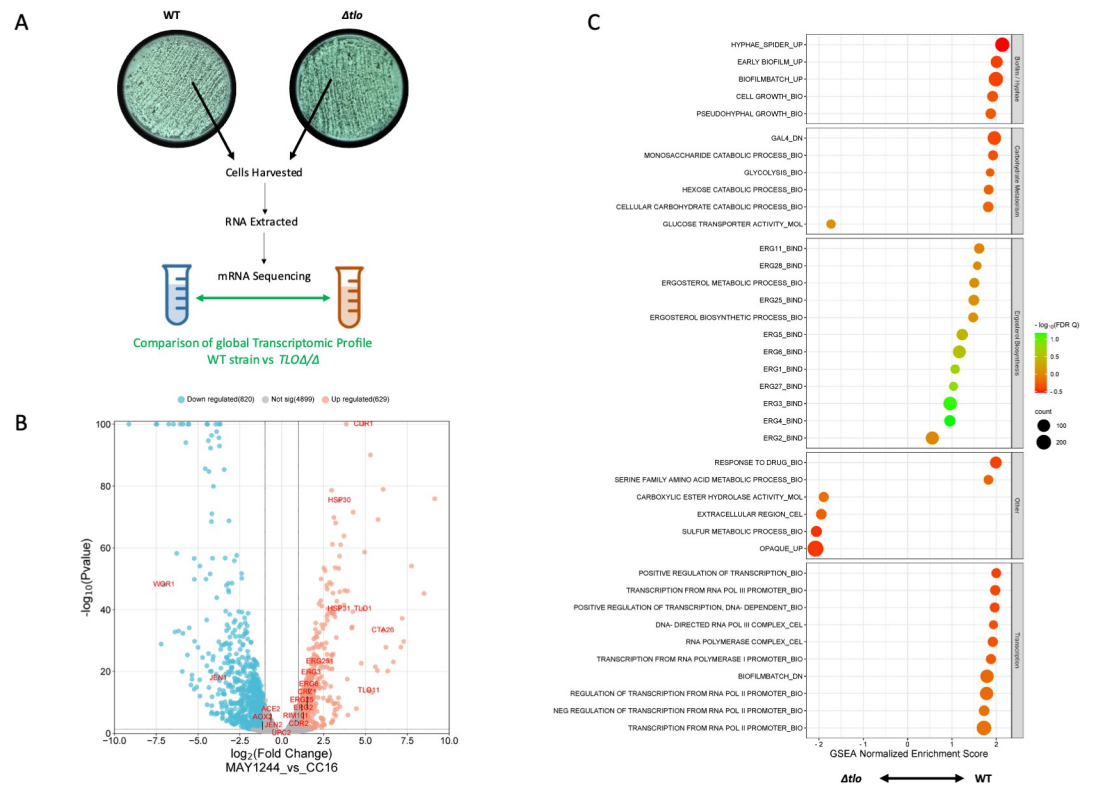 A
WT
Δtlo
Cells Harvested
RNA Extracted
mRNA Sequencing
Comparison of global Transcriptomic Profile
WT strain vs TLOΔ/Δ
B
Down regulated(820)
Not sig(4899)
Up regulated(629)
-log10(Pvalue)
100
80
60
40
20
0
CDR1
HSP30
WOR1
HSP31
TLO1
CTA26
ERG251
ERG3
JEN1
ERG6
CRZ1
TLO11
ERG25
ERG2
ACE2
RIM101
AOX2
CDR2
JEN2
UPC2
−10.0
−7.5
−5.0
−2.5
0.0
2.5
5.0
7.5
10.0
log2(Fold Change)
MAY1244_vs_CC16
C
HYPHAE_SPIDER_UP
EARLY BIOFILM_UP
BIOFILMBATCH_UP
CELL GROWTH_BIO
PSEUDOHYPHAL GROWTH_BIO
Biofilm / Hyphae
GAL4_DN
MONOSACCHARIDE CATABOLIC PROCESS_BIO
GLYCOLYSIS_BIO
HEXOSE CATABOLIC PROCESS_BIO
CELLULAR CARBOHYDRATE CATABOLIC PROCESS_BIO
GLUCOSE TRANSPORTER ACTIVITY_MOL
Carbohydrate Metabolism
ERG11_BIND
ERG28_BIND
ERGOSTEROL METABOLIC PROCESS_BIO
ERG25_BIND
ERGOSTEROL BIOSYNTHETIC PROCESS_BIO
ERG5_BIND
ERG6_BIND
ERG1_BIND
ERG27_BIND
ERG3_BIND
ERG4_BIND
ERG2_BIND
Ergosterol Biosynthesis
RESPONSE TO DRUG_BIO
SERINE FAMILY AMINO ACID METABOLIC PROCESS_BIO
CARBOXYLIC ESTER HYDROLASE ACTIVITY_MOL
EXTRACELLULAR REGION_CEL
SULFUR METABOLIC PROCESS_BIO
OPAQUE_UP
Other
POSITIVE REGULATION OF TRANSCRIPTION_BIO
TRANSCRIPTION FROM RNA POL III PROMOTER_BIO
POSITIVE REGULATION OF TRANSCRIPTION, DNA- DEPENDENT_BIO
DNA- DIRECTED RNA POL III COMPLEX_CEL
RNA POLYMERASE COMPLEX_CEL
TRANSCRIPTION FROM RNA POLYMERASE I PROMOTER_BIO
BIOFILMBATCH_DN
REGULATION OF TRANSCRIPTION FROM RNA POL II PROMOTER_BIO
NEG REGULATION OF TRANSCRIPTION FROM RNA POL II PROMOTER_BIO
TRANSCRIPTION FROM RNA POL II PROMOTER_BIO
Transcription
- 2
- 1
0
1
2
GSEA Normalized Enrichment Score
Δtlo
WT
- log10(FDR Q)
1.0
0.5
0.0
- 0.5
count
100
200